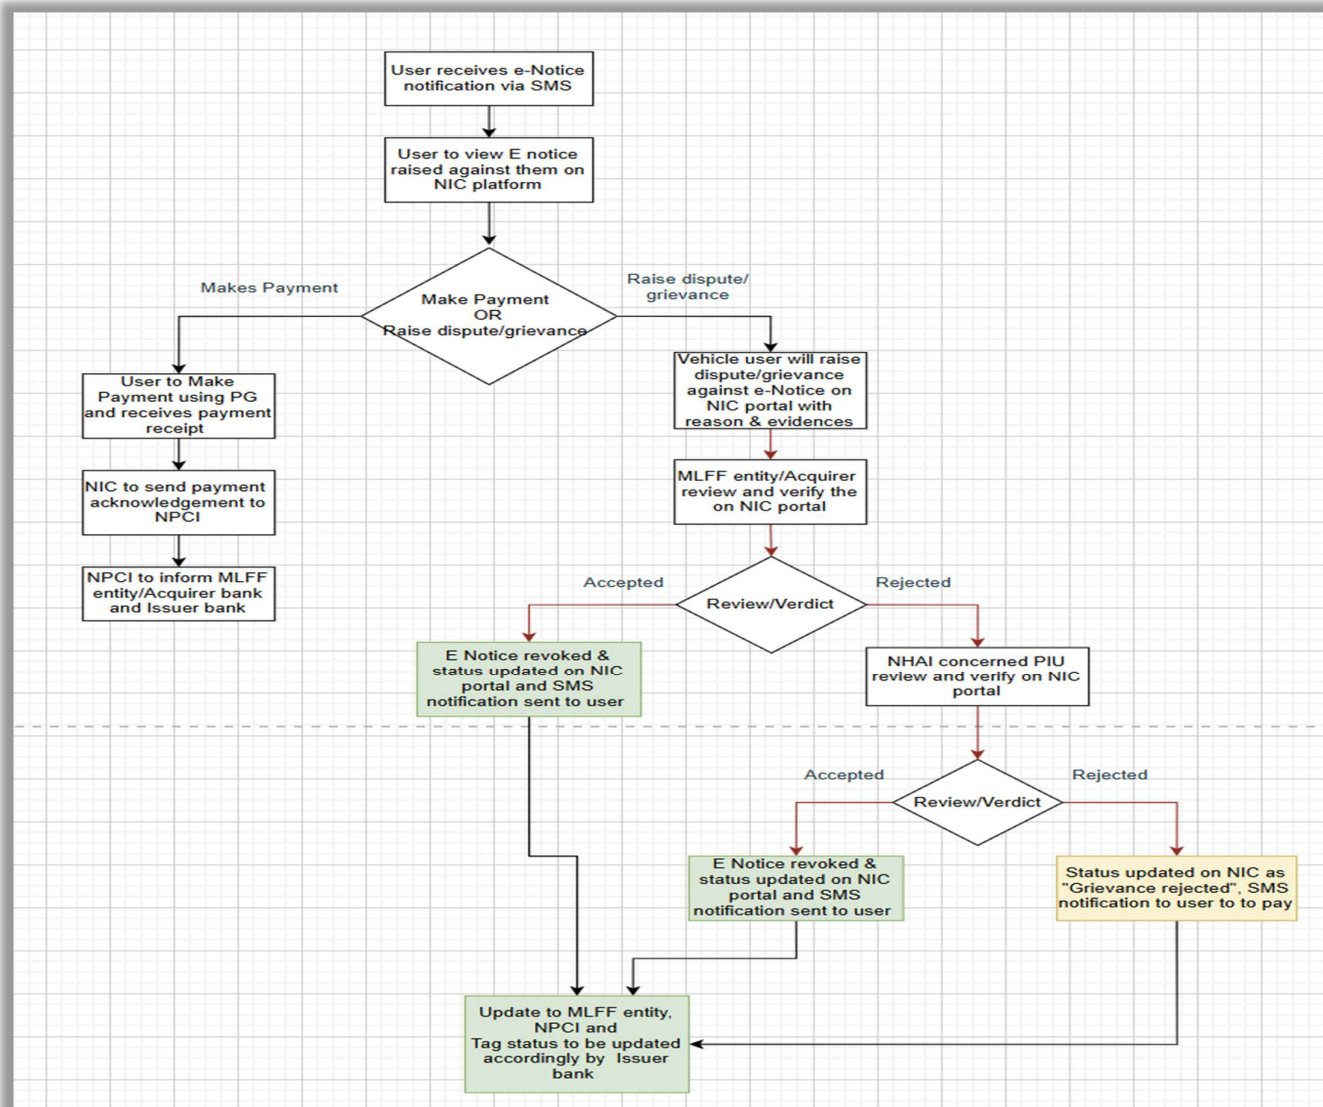 User receives e-Notice
notification via SMS
User to view E notice
raised against them on
NIC platform
Makes Payment
Make Payment
OR
Raise dispute/grievance
Raise dispute/
grievance
User to Make
Payment using PG
and receives payment
receipt
NIC to send payment
acknowledgement to
NPCI
NPCI to inform MLFF
entity/Acquirer bank
and Issuer bank
Vehicle user will raise
dispute/grievance
against e-Notice on
NIC portal with
reason & evidences
MLFF entity/Acquirer
review and verify the
on NIC portal
Accepted
Review/Verdict
Rejected
E Notice revoked &
status updated on NIC
portal and SMS
notification sent to user
NHAI concerned PIU
review and verify on NIC
portal
Accepted
Review/Verdict
Rejected
E Notice revoked &
status updated on NIC
portal and SMS
notification sent to user
Status updated on NIC as
"Grievance rejected", SMS
notification to user to to pay
Update to MLFF entity,
NPCI and
Tag status to be updated
accordingly by Issuer
bank